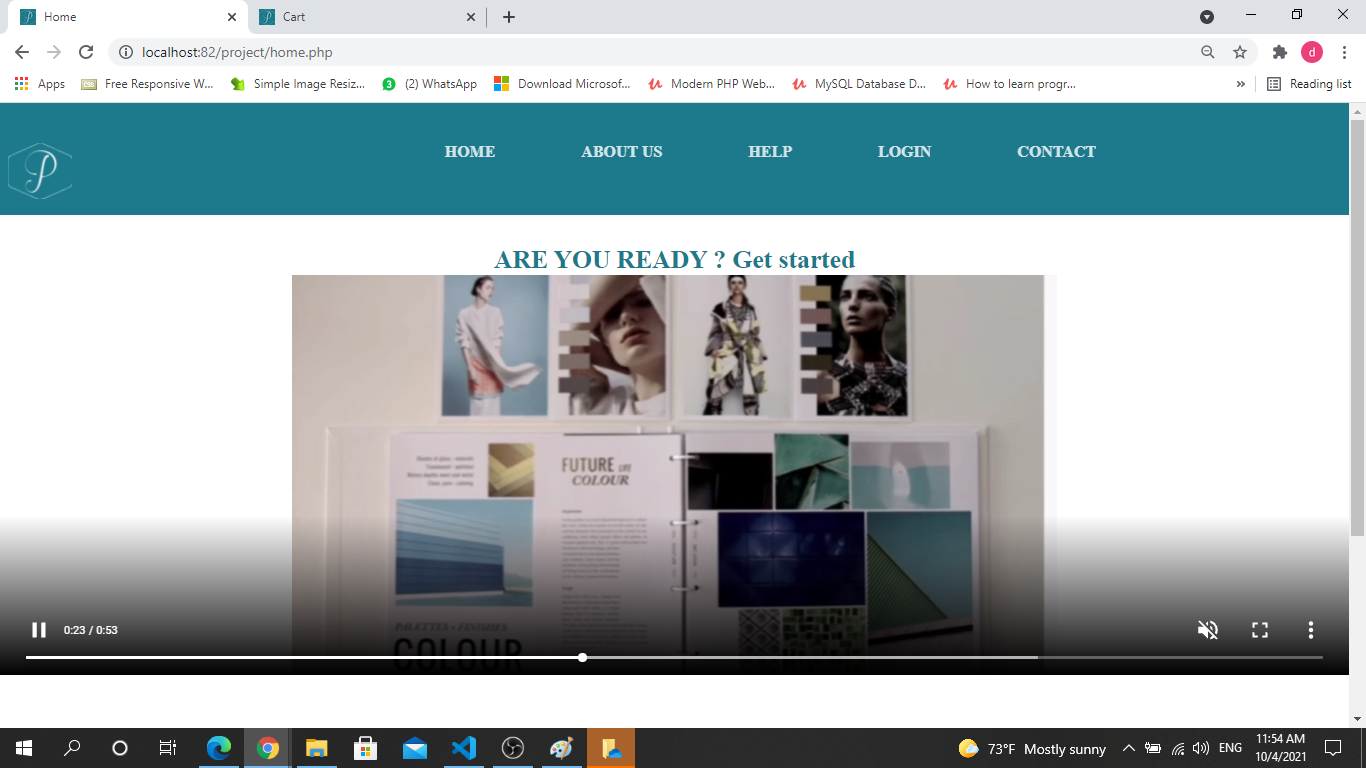 Home
Cart
localhost:82/project/home.php
d
Apps
Free Responsive W...
Simple Image Resiz...
(2) WhatsApp
Download Microsof...
Modern PHP Web...
MySQL Database D...
How to learn progr...
»
Reading list
P
HOME
ABOUT US
HELP
LOGIN
CONTACT
ARE YOU READY ? Get started
FUTURE LIFE
COLOUR
PALETTES + FINISHES
COLOUR
0:23 / 0:53
73°F Mostly sunny
ENG
11:54 AM
10/4/2021